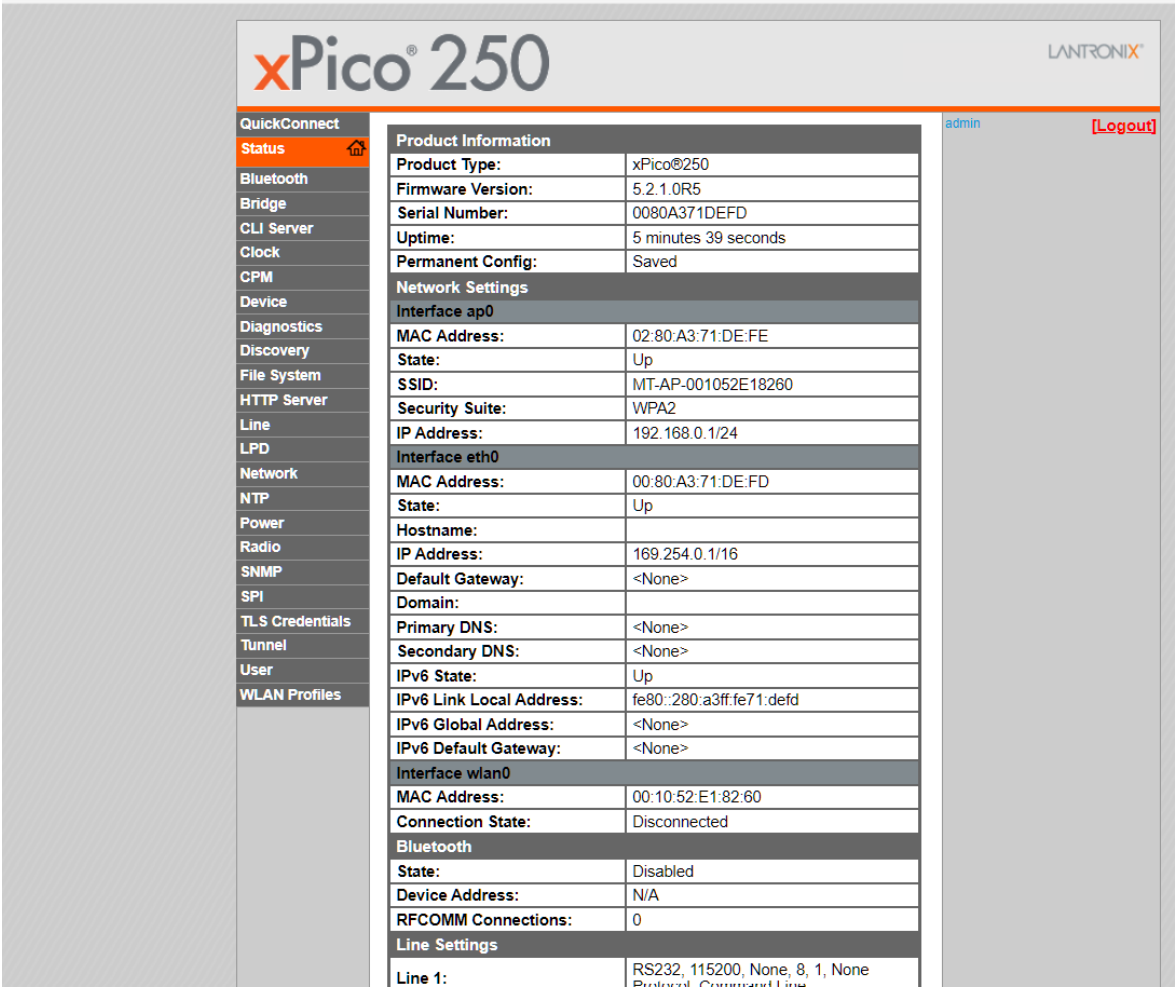 xPico® 250
LANTRONIX®
QuickConnect
Status
Bluetooth
Bridge
CLI Server
Clock
CPM
Device
Diagnostics
Discovery
File System
HTTP Server
Line
LPD
Network
NTP
Power
Radio
SNMP
SPI
TLS Credentials
Tunnel
User
WLAN Profiles
Product Information
Product Type: xPico®250
Firmware Version: 5.2.1.0R5
Serial Number: 0080A371DEFD
Uptime: 5 minutes 39 seconds
Permanent Config: Saved
Network Settings
Interface ap0
MAC Address: 02:80:A3:71:DE:FE
State: Up
SSID: MT-AP-001052E18260
Security Suite: WPA2
IP Address: 192.168.0.1/24
Interface eth0
MAC Address: 00:80:A3:71:DE:FD
State: Up
Hostname:
IP Address: 169.254.0.1/16
Default Gateway: <None>
Domain:
Primary DNS: <None>
Secondary DNS: <None>
IPv6 State: Up
IPv6 Link Local Address: fe80::280:a3ff:fe71:defd
IPv6 Global Address: <None>
IPv6 Default Gateway: <None>
Interface wlan0
MAC Address: 00:10:52:E1:82:60
Connection State: Disconnected
Bluetooth
State: Disabled
Device Address: N/A
RFCOMM Connections: 0
Line Settings
Line 1: RS232, 115200, None, 8, 1, None
Protocol, Command Line
admin
[Logout]